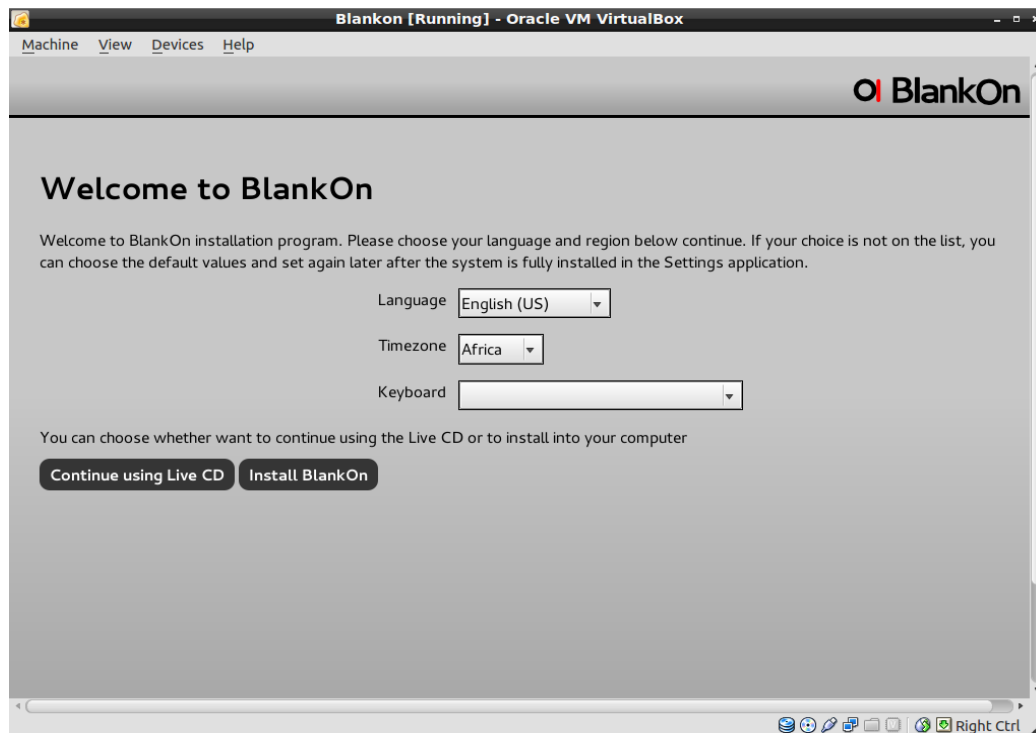 Blankon [Running] - Oracle VM VirtualBox
Machine View Devices Help
BlankOn
Welcome to BlankOn
Welcome to BlankOn installation program. Please choose your language and region below continue. If your choice is not on the list, you
can choose the default values and set again later after the system is fully installed in the Settings application.
Language English (US)
Timezone Africa
Keyboard
You can choose whether want to continue using the Live CD or to install into your computer
Continue using Live CD Install BlankOn
Right Ctrl